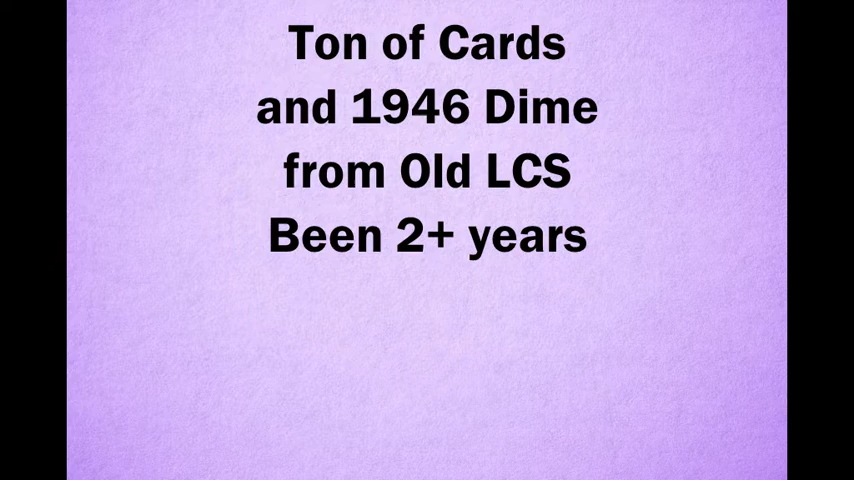 Ton of Cards
and 1946 Dime
from Old LCS
Been 2+ years